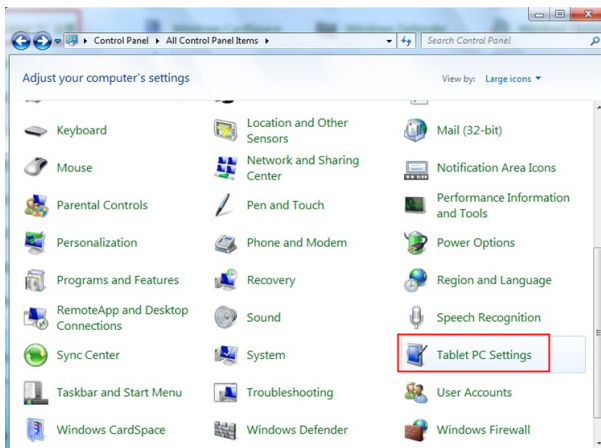 Control Panel
All Control Panel Items
Search Control Panel
Adjust your computer's settings
View by:
Large icons
Keyboard
Location and Other
Sensors
Mail (32-bit)
Mouse
Network and Sharing
Center
Notification Area Icons
Parental Controls
Pen and Touch
Performance Information
and Tools
Personalization
Phone and Modem
Power Options
Programs and Features
Recovery
Region and Language
RemoteApp and Desktop
Connections
Sound
Speech Recognition
Sync Center
System
Tablet PC Settings
Taskbar and Start Menu
Troubleshooting
User Accounts
Windows CardSpace
Windows Defender
Windows Firewall